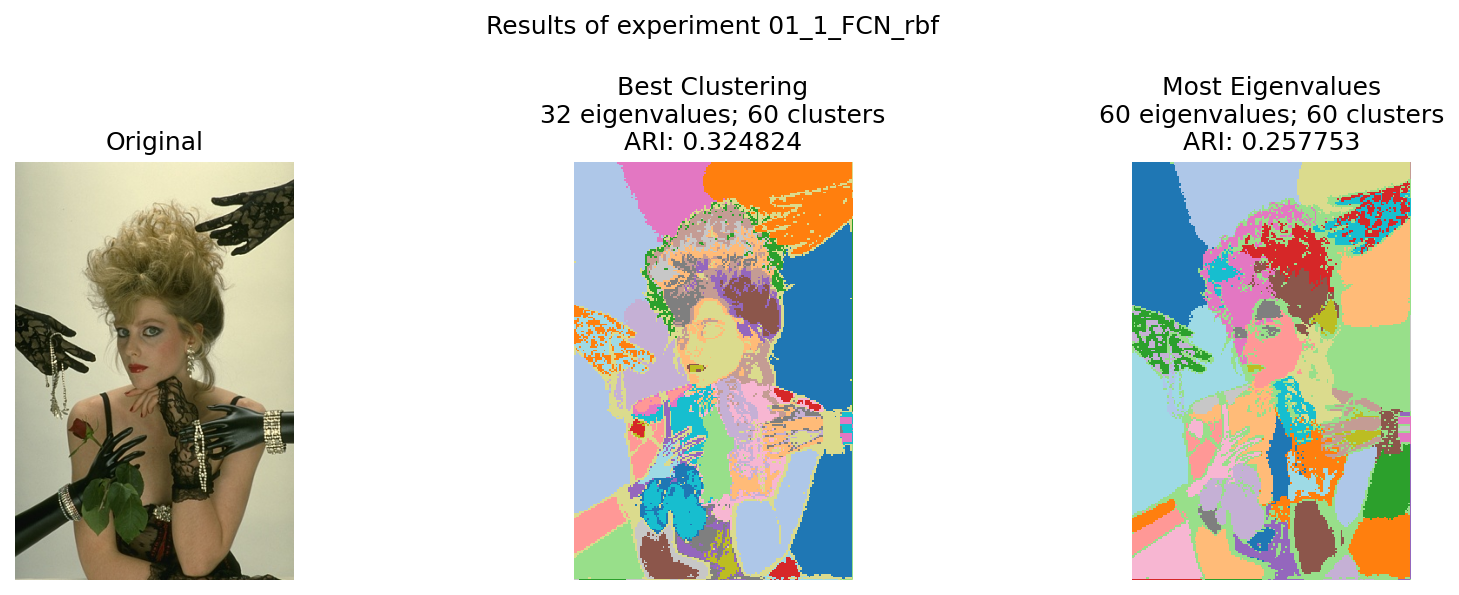 Results of experiment 01_1_FCN_rbf
Original
Best Clustering
32 eigenvalues; 60 clusters
ARI: 0.324824
Most Eigenvalues
60 eigenvalues; 60 clusters
ARI: 0.257753